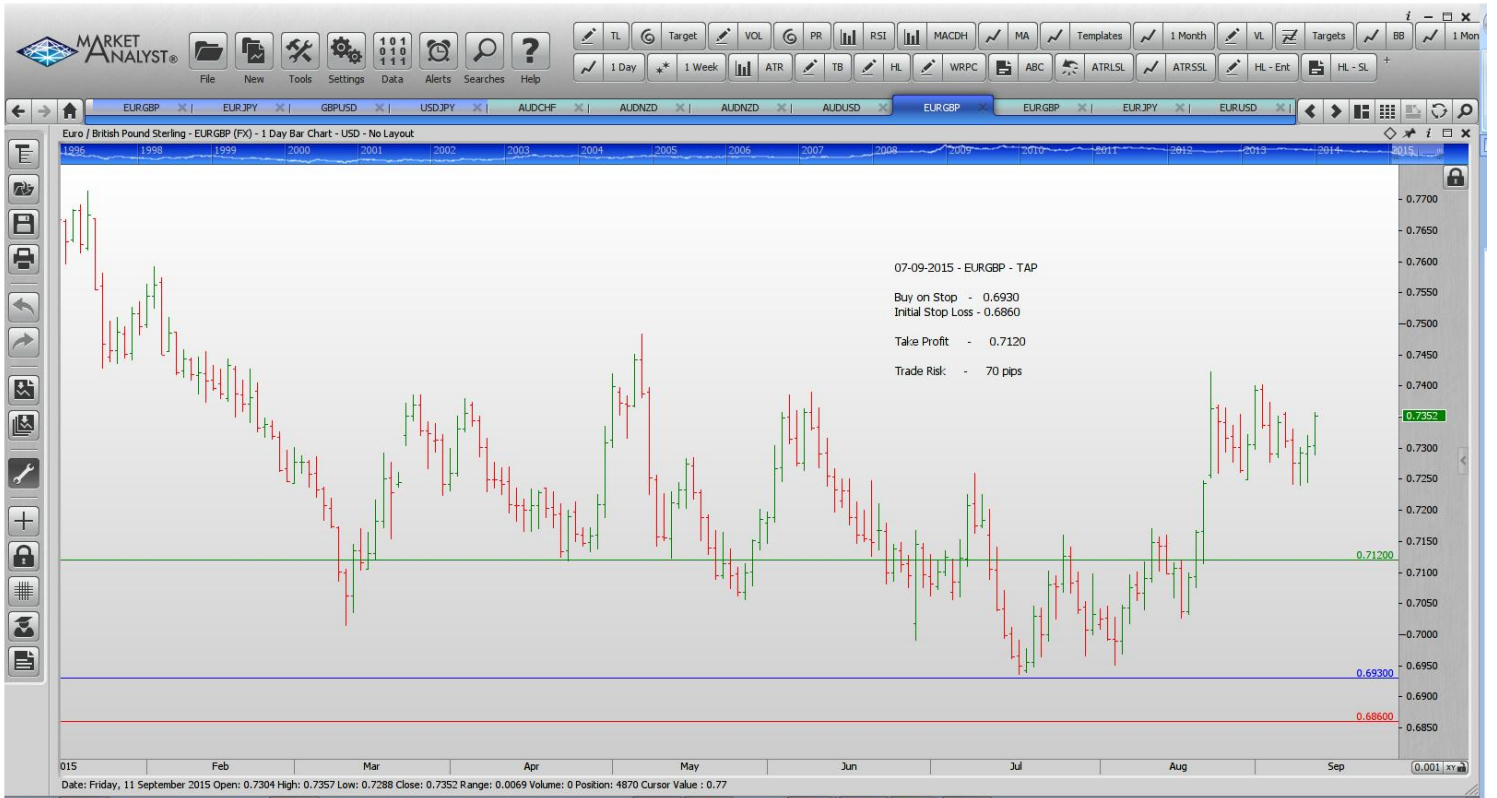 MARKET
ANALYST®
File New Tools Settings Data Alerts Searches Help
101
010
111
TL Target VOL PR RSI MACDH MA Templates 1 Month VL Targets BB 1 Mon
1 Day 1 Week ATR TB HL WRPC ABC ATRLSL ATRSSL HL - Ent HL - SL +
EURGBP EURJPY GBPUSD USDJPY AUDCHF AUDNZD AUDNZD AUDUSD EURGBP EURGBP EURJPY EURUSD
Euro / British Pound Sterling - EURGBP (FX) - 1 Day Bar Chart - USD - No Layout
1996 1998 1999 2000 2001 2002 2003 2004 2005 2006 2007 2008 2009 2010 2011 2012 2013 2014 2015
0.7700
0.7650
07-09-2015 - EURGBP - TAP
0.7600
Buy on Stop - 0.6930
0.7550
Initial Stop Loss - 0.6860
0.7500
Take Profit - 0.7120
0.7450
Trade Risk - 70 pips
0.7400
0.7352
0.7300
0.7250
0.7200
0.7150
0.71200
0.7100
0.7050
0.7000
0.6950
0.69300
0.6900
0.68600
0.6850
015 Feb Mar Apr May Jun Jul Aug Sep 0.001 XY
Date: Friday, 11 September 2015 Open: 0.7304 High: 0.7357 Low: 0.7288 Close: 0.7352 Range: 0.0069 Volume: 0 Position: 4870 Cursor Value : 0.77